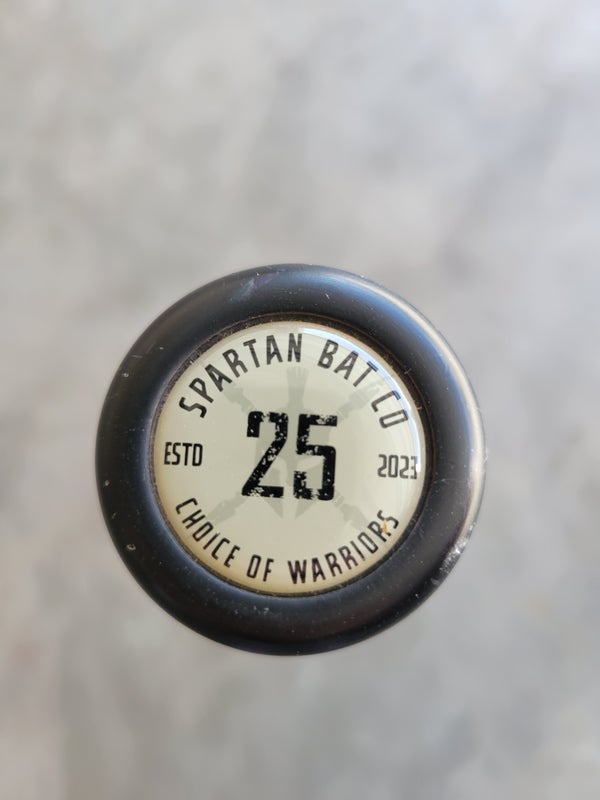 SPARTAN BAT CO
ESTD 25 2023
CHOICE OF WARRIORS